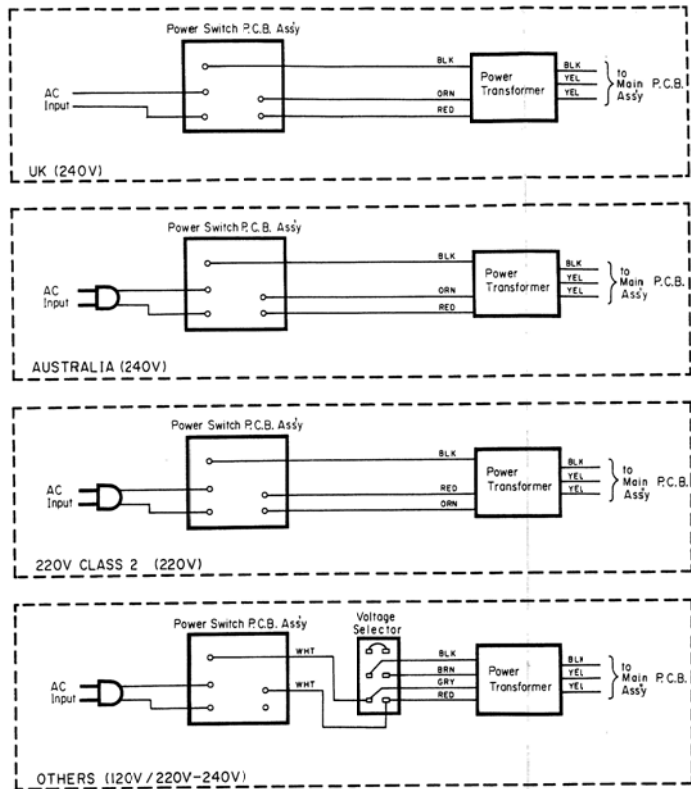 Power Switch P.C.B. Ass'y
AC
Input
BLK
ORN
RED
Power
Transformer
BLK
YEL
YEL
to
Main P.C.B.
Ass'y
UK (240V)
Power Switch P.C.B. Ass'y
AC
Input
BLK
ORN
RED
Power
Transformer
BLK
YEL
YEL
to
Main P.C.B.
Ass'y
AUSTRALIA (240V)
Power Switch P.C.B. Ass'y
AC
Input
BLK
RED
ORN
Power
Transformer
BLK
YEL
YEL
to
Main P.C.B.
Ass'y
220V CLASS 2 (220V)
Power Switch P.C.B. Ass'y
Voltage
Selector
AC
Input
WHT
WHT
BLK
BRN
GRY
RED
Power
Transformer
BLK
YEL
YEL
to
Main P.C.B.
Ass'y
OTHERS (120V/220V-240V)